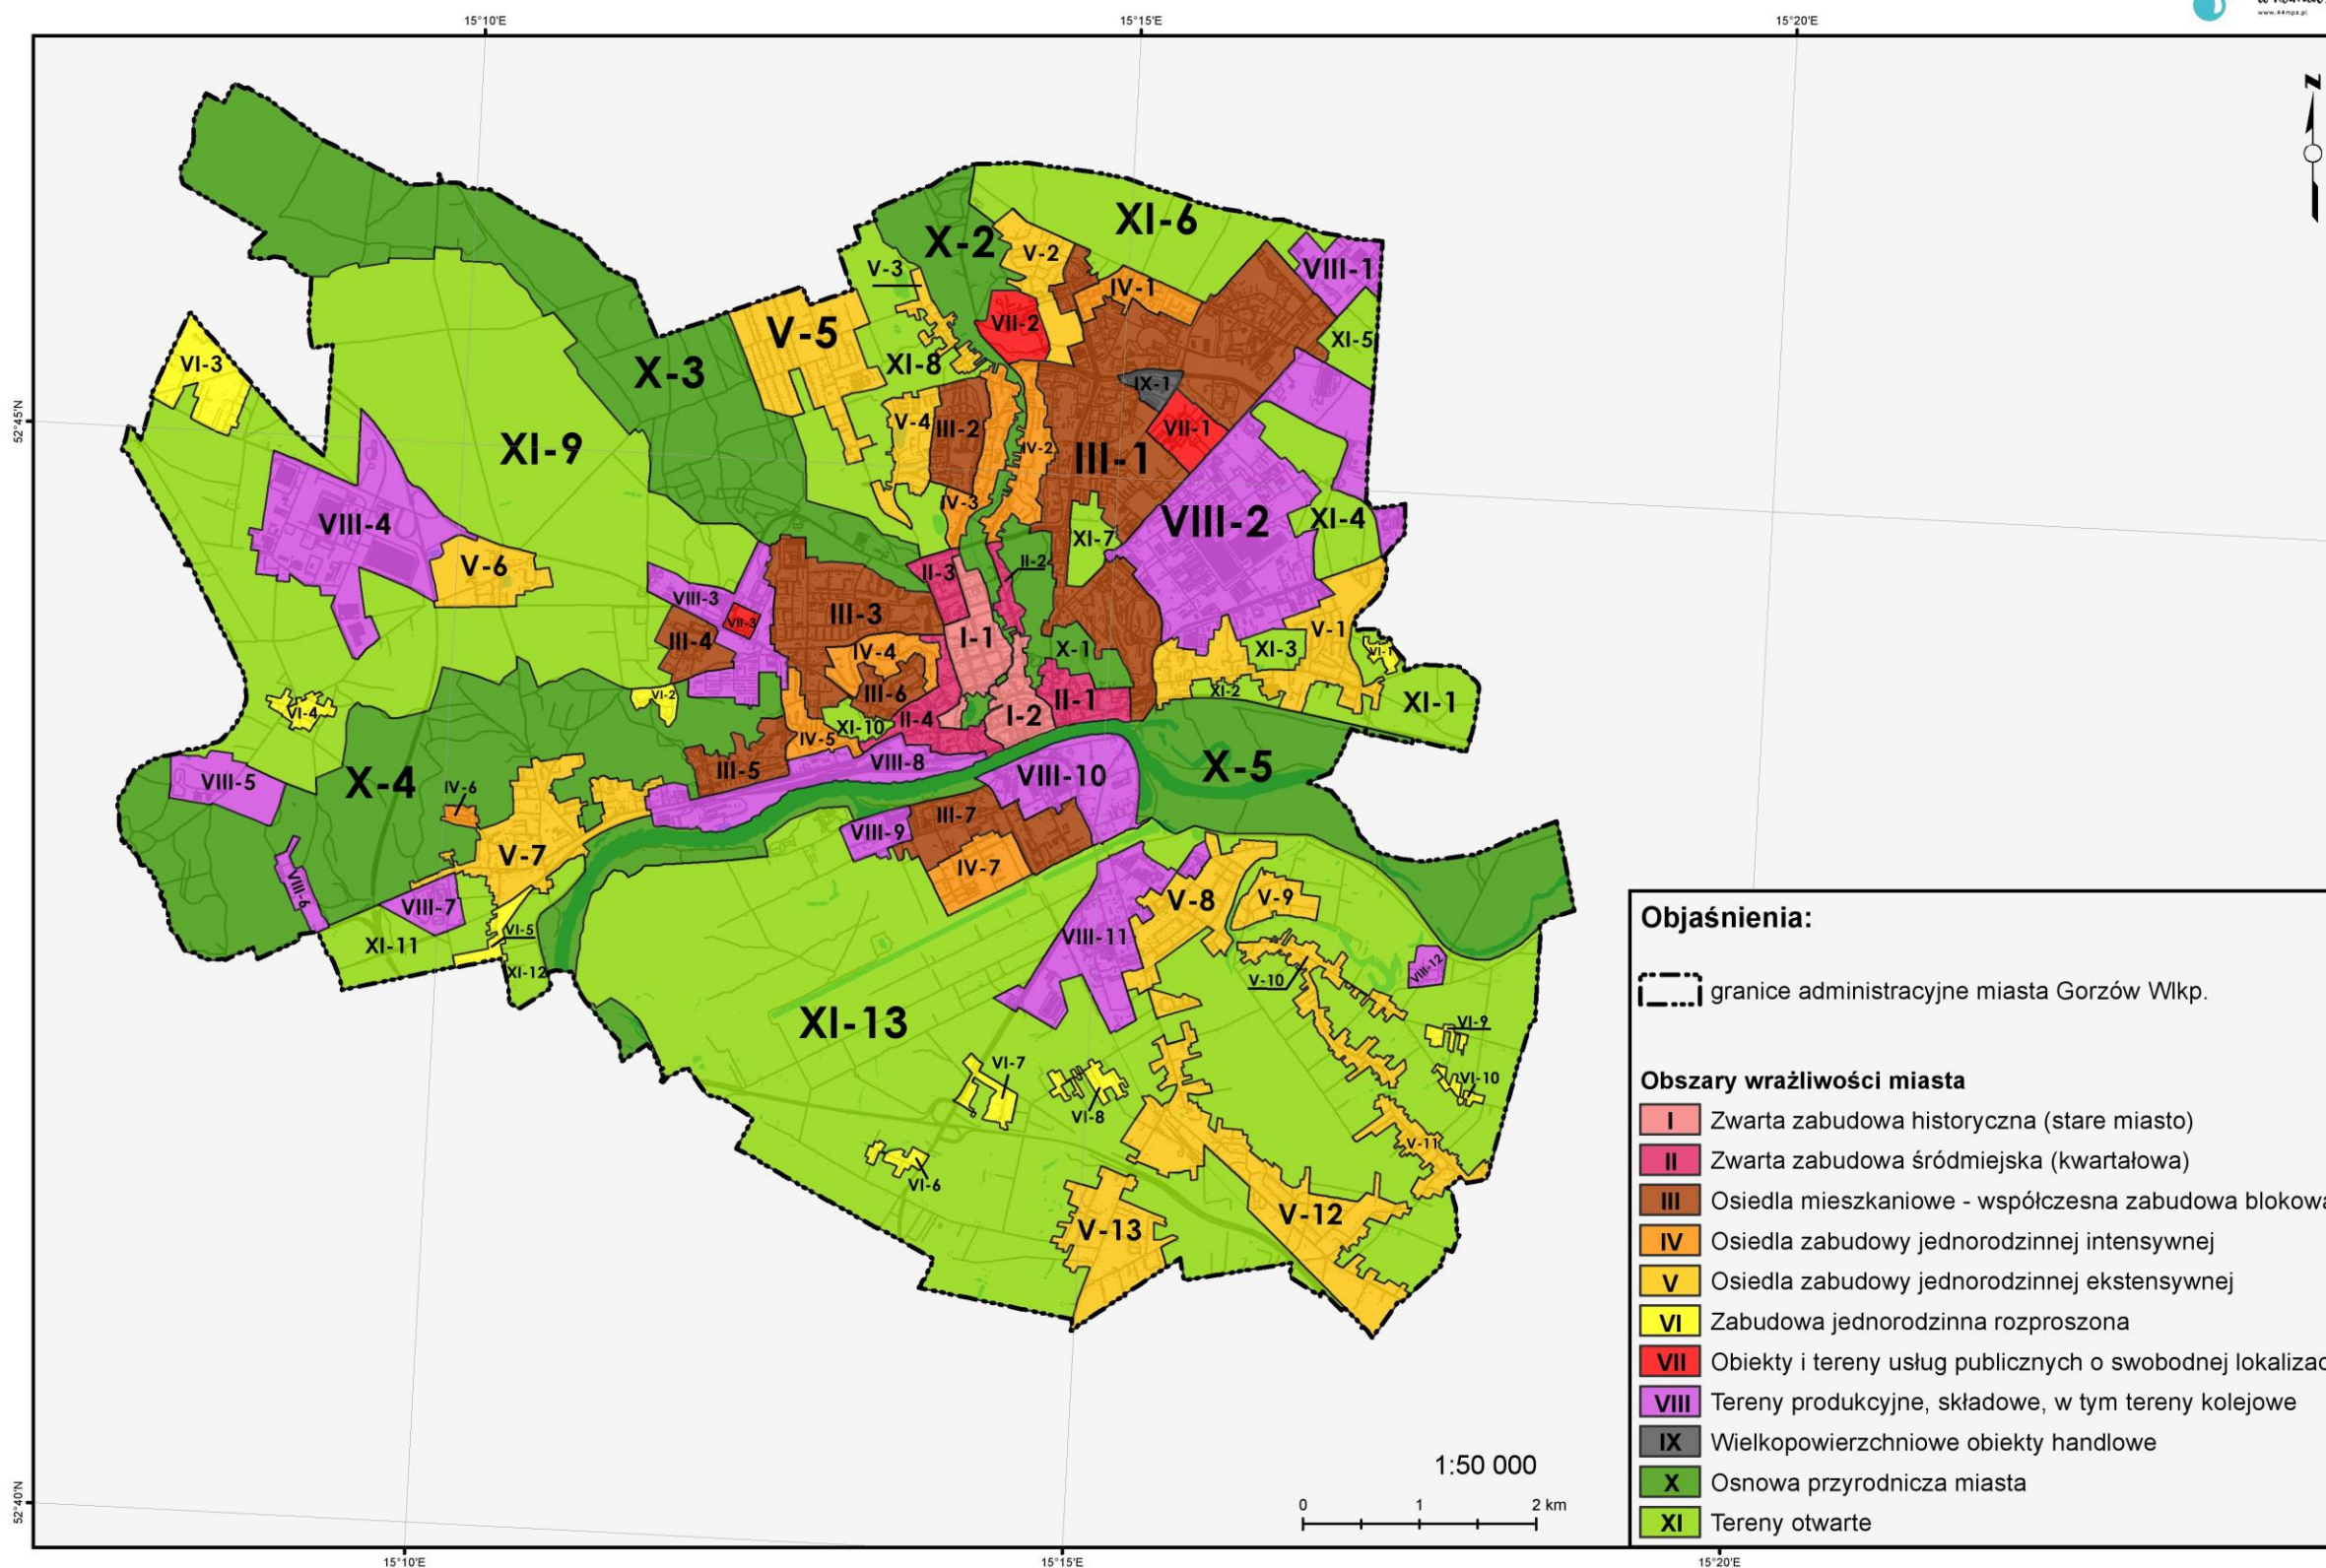 15°10'E 15°15'E 15°20'E
www.44mpa.pl
N
52°45'N
52°40'N
X-2
XI-6
V-2
V-3
VIII-1
IV-1
VII-2
V-5
XI-5
XI-8
VI-3
X-3
IX-1
V-4
III-2
VII-1
IV-2
III-1
XI-9
IV-3
VIII-4
VIII-2
XI-4
XI-7
V-6
II-3
II-2
VIII-3
III-3
VII-3
III-4
I-1
V-1
IV-4
X-1
XI-3
VI-1
III-6
VI-2
XI-2
XI-1
II-1
VI-4
II-4
I-2
XI-10
IV-5
VIII-8
III-5
X-5
VIII-10
VIII-5
X-4
IV-6
III-7
VIII-9
V-7
IV-7
VIII-6
V-8
V-9
VIII-7
VI-5
VIII-11
XI-11
XI-12
VIII-12
V-10
XI-13
VI-9
VI-7
VI-10
VI-8
V-11
VI-6
V-12
V-13
Objaśnienia:
granice administracyjne miasta Gorzów Wlkp.
Obszary wrażliwości miasta
I Zwarta zabudowa historyczna (stare miasto)
II Zwarta zabudowa śródmiejska (kwartałowa)
III Osiedla mieszkaniowe - współczesna zabudowa blokowa
IV Osiedla zabudowy jednorodzinnej intensywnej
V Osiedla zabudowy jednorodzinnej ekstensywnej
VI Zabudowa jednorodzinna rozproszona
VII Obiekty i tereny usług publicznych o swobodnej lokalizac
VIII Tereny produkcyjne, składowe, w tym tereny kolejowe
IX Wielkopowierzchniowe obiekty handlowe
X Osnowa przyrodnicza miasta
XI Tereny otwarte
1:50 000
0 1 2 km
15°10'E 15°15'E 15°20'E